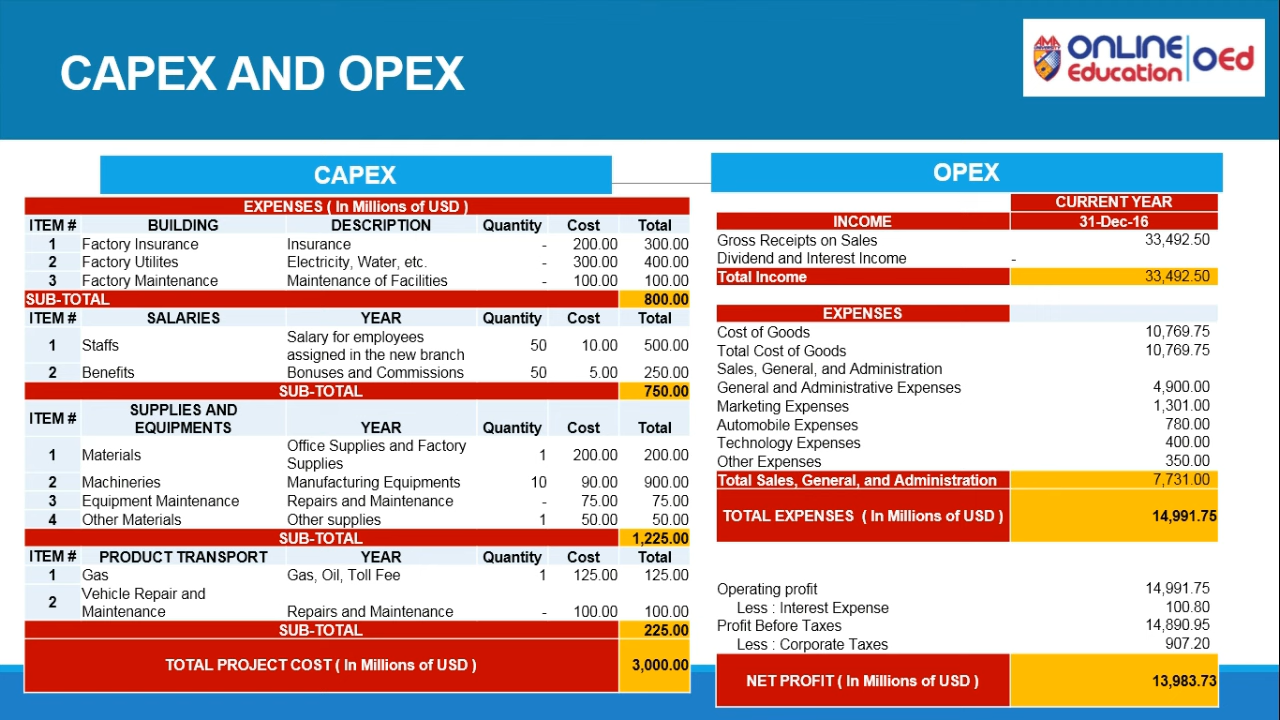 CAPEX AND OPEX
ONLINE
Education
OEd
CAPEX
EXPENSES ( In Millions of USD )
ITEM # BUILDING DESCRIPTION Quantity Cost Total
1 Factory Insurance Insurance - 200.00 300.00
2 Factory Utilites Electricity, Water, etc. - 300.00 400.00
3 Factory Maintenance Maintenance of Facilities - 100.00 100.00
SUB-TOTAL 800.00
ITEM # SALARIES YEAR Quantity Cost Total
1 Staffs Salary for employees assigned in the new branch 50 10.00 500.00
2 Benefits Bonuses and Commissions 50 5.00 250.00
SUB-TOTAL 750.00
ITEM # SUPPLIES AND EQUIPMENTS YEAR Quantity Cost Total
1 Materials Office Supplies and Factory Supplies 1 200.00 200.00
2 Machineries Manufacturing Equipments 10 90.00 900.00
3 Equipment Maintenance Repairs and Maintenance - 75.00 75.00
4 Other Materials Other supplies 1 50.00 50.00
SUB-TOTAL 1,225.00
ITEM # PRODUCT TRANSPORT YEAR Quantity Cost Total
1 Gas Gas, Oil, Toll Fee 1 125.00 125.00
2 Vehicle Repair and Maintenance Repairs and Maintenance - 100.00 100.00
SUB-TOTAL 225.00
TOTAL PROJECT COST ( In Millions of USD ) 3,000.00
OPEX
CURRENT YEAR
INCOME 31-Dec-16
Gross Receipts on Sales 33,492.50
Dividend and Interest Income -
Total Income 33,492.50
EXPENSES
Cost of Goods 10,769.75
Total Cost of Goods 10,769.75
Sales, General, and Administration
General and Administrative Expenses 4,900.00
Marketing Expenses 1,301.00
Automobile Expenses 780.00
Technology Expenses 400.00
Other Expenses 350.00
Total Sales, General, and Administration 7,731.00
TOTAL EXPENSES ( In Millions of USD ) 14,991.75
Operating profit 14,991.75
Less : Interest Expense 100.80
Profit Before Taxes 14,890.95
Less : Corporate Taxes 907.20
NET PROFIT ( In Millions of USD ) 13,983.73